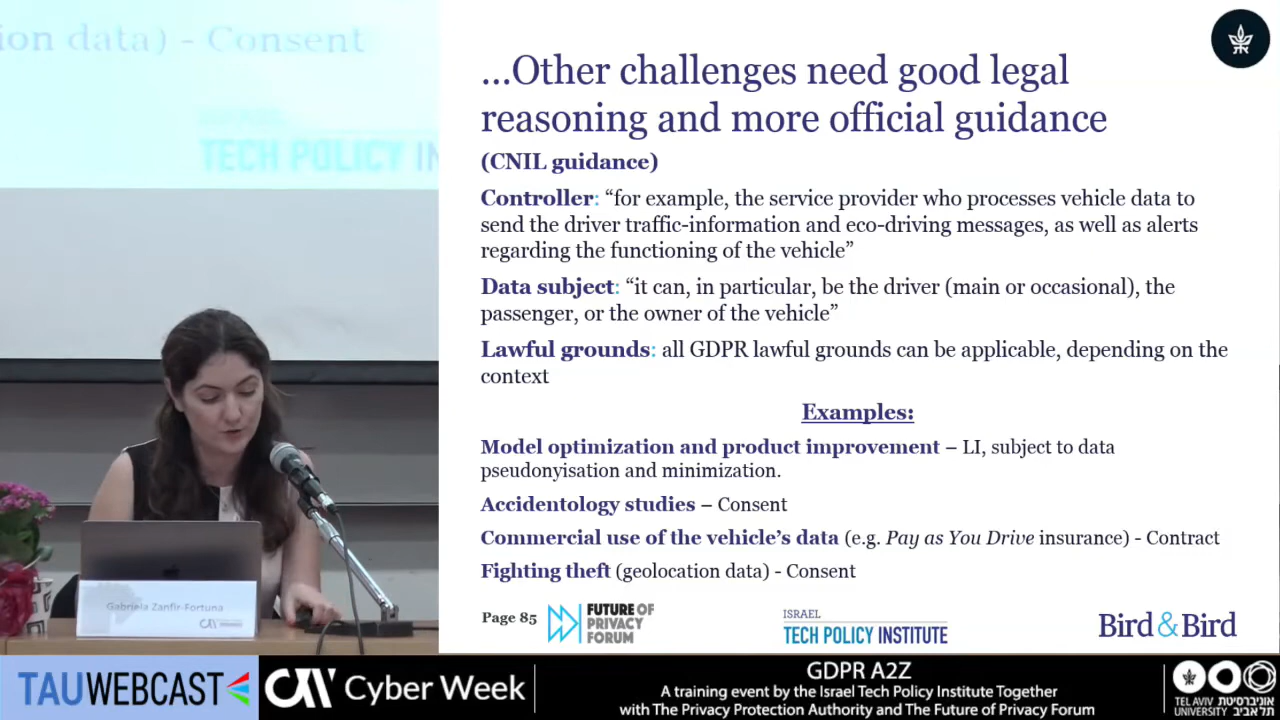 ion data) - Consent
TECH POLICY IN
…Other challenges need good legal
reasoning and more official guidance
(CNIL guidance)
Controller: “for example, the service provider who processes vehicle data to
send the driver traffic-information and eco-driving messages, as well as alerts
regarding the functioning of the vehicle”
Data subject: “it can, in particular, be the driver (main or occasional), the
passenger, or the owner of the vehicle”
Lawful grounds: all GDPR lawful grounds can be applicable, depending on the
context
Examples:
Model optimization and product improvement – LI, subject to data
pseudonyisation and minimization.
Accidentology studies – Consent
Commercial use of the vehicle’s data (e.g. Pay as You Drive insurance) - Contract
Fighting theft (geolocation data) - Consent
Page 85
FUTURE OF
PRIVACY
FORUM
ISRAEL
TECH POLICY INSTITUTE
Bird & Bird
Gabriela Zanfir-Fortuna
TAUWEBCAST
Cyber Week
GDPR A2Z
A training event by the Israel Tech Policy Institute Together
with The Privacy Protection Authority and The Future of Privacy Forum
TEL AVIV אוניברסיטת
UNIVERSITY תל אביב